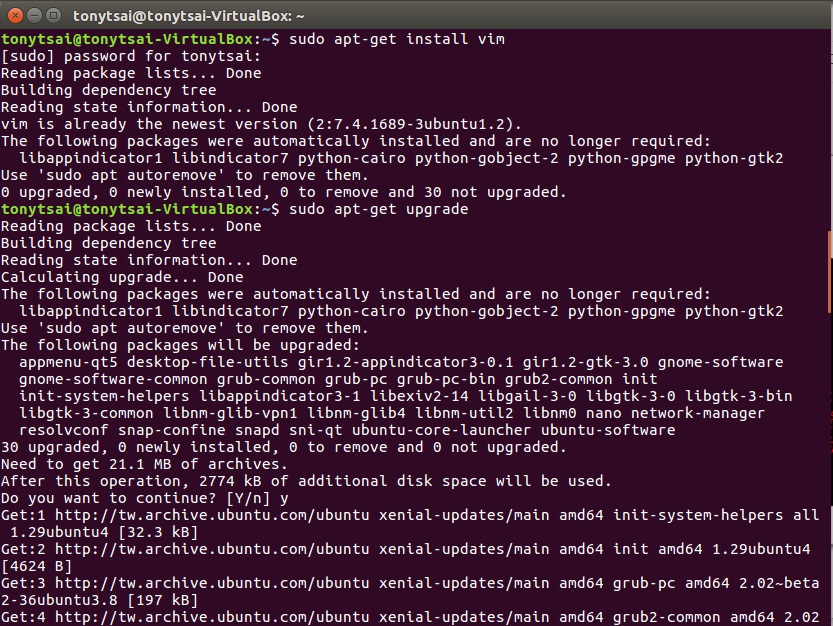 tonytsai@tonytsai-VirtualBox: ~
tonytsai@tonytsai-VirtualBox:~$ sudo apt-get install vim
[sudo] password for tonytsai:
Reading package lists... Done
Building dependency tree
Reading state information... Done
vim is already the newest version (2:7.4.1689-3ubuntu1.2).
The following packages were automatically installed and are no longer required:
  libappindicator1 libindicator7 python-cairo python-gobject-2 python-gpgme python-gtk2
Use 'sudo apt autoremove' to remove them.
0 upgraded, 0 newly installed, 0 to remove and 30 not upgraded.
tonytsai@tonytsai-VirtualBox:~$ sudo apt-get upgrade
Reading package lists... Done
Building dependency tree
Reading state information... Done
Calculating upgrade... Done
The following packages were automatically installed and are no longer required:
  libappindicator1 libindicator7 python-cairo python-gobject-2 python-gpgme python-gtk2
Use 'sudo apt autoremove' to remove them.
The following packages will be upgraded:
  appmenu-qt5 desktop-file-utils gir1.2-appindicator3-0.1 gir1.2-gtk-3.0 gnome-software
  gnome-software-common grub-common grub-pc grub-pc-bin grub2-common init
  init-system-helpers libappindicator3-1 libexiv2-14 libgail-3-0 libgtk-3-0 libgtk-3-bin
  libgtk-3-common libnm-glib-vpn1 libnm-glib4 libnm-util2 libnm0 nano network-manager
  resolvconf snap-confine snapd sni-qt ubuntu-core-launcher ubuntu-software
30 upgraded, 0 newly installed, 0 to remove and 0 not upgraded.
Need to get 21.1 MB of archives.
After this operation, 2774 kB of additional disk space will be used.
Do you want to continue? [Y/n] y
Get:1 http://tw.archive.ubuntu.com/ubuntu xenial-updates/main amd64 init-system-helpers all
 1.29ubuntu4 [32.3 kB]
Get:2 http://tw.archive.ubuntu.com/ubuntu xenial-updates/main amd64 init amd64 1.29ubuntu4
[4624 B]
Get:3 http://tw.archive.ubuntu.com/ubuntu xenial-updates/main amd64 grub-pc amd64 2.02~beta
2-36ubuntu3.8 [197 kB]
Get:4 http://tw.archive.ubuntu.com/ubuntu xenial-updates/main amd64 grub2-common amd64 2.02